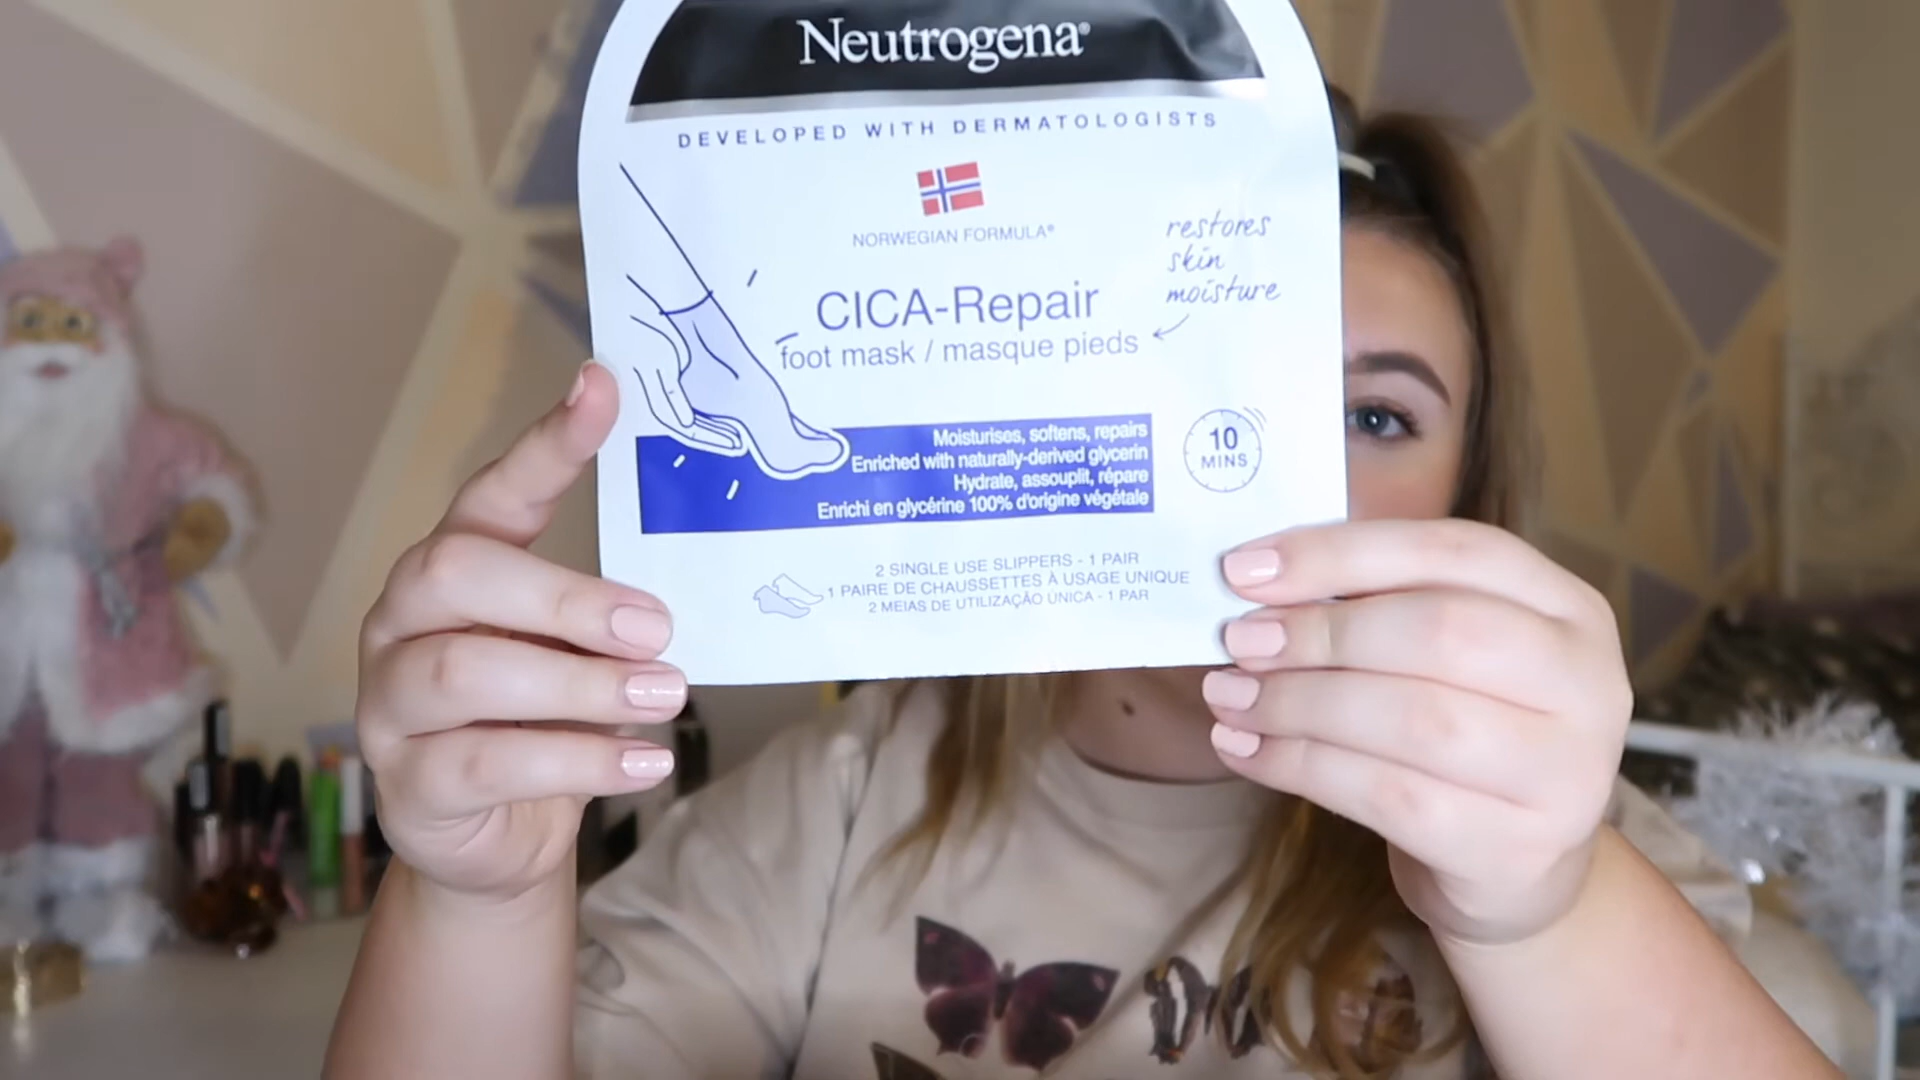 Neutrogena®
DEVELOPED WITH DERMATOLOGISTS
NORWEGIAN FORMULA®
restores
skin
moisture
CICA-Repair
foot mask / masque pieds
Moisturises, softens, repairs
Enriched with naturally-derived glycerin
Hydrate, assouplit, répare
Enrichi en glycérine 100% d'origine végétale
10
MINS
2 SINGLE USE SLIPPERS - 1 PAIR
1 PAIRE DE CHAUSSETTES À USAGE UNIQUE
2 MEIAS DE UTILIZAÇÃO ÚNICA - 1 PAR